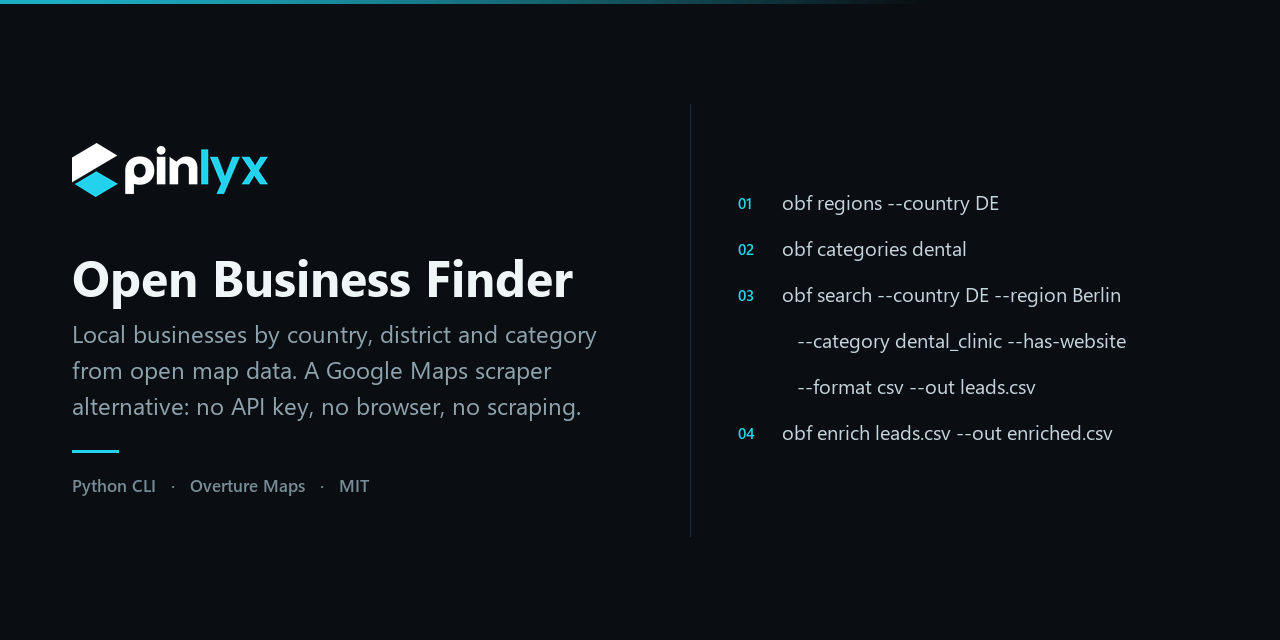 pinlyx
Open Business Finder
Local businesses by country, district and category
from open map data. A Google Maps scraper
alternative: no API key, no browser, no scraping.
Python CLI · Overture Maps · MIT
01 obf regions --country DE
02 obf categories dental
03 obf search --country DE --region Berlin
--category dental_clinic --has-website
--format csv --out leads.csv
04 obf enrich leads.csv --out enriched.csv